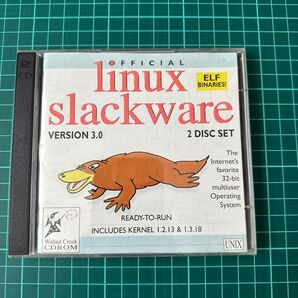 OFFICIAL
linux
ELF
BINARIES!
slackware
VERSION 3.0
2 DISC SET
The
Internet's
favorite
32-bit
multiuser
Operating
System
READY-TO-RUN
INCLUDES KERNEL 1.2.13 & 1.3.18
Walnut Creek
CDROM
UNIX